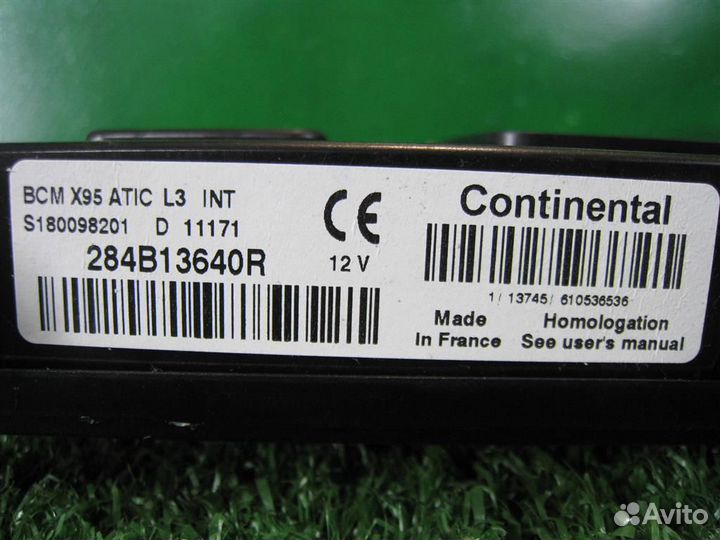 BCM X95 ATIC L3 INT
S180098201 D 11171
284B13640R
CE
12 V
Continental
1/ 13745/ 610536536
Made
In France
Homologation
See user's manual
Avito